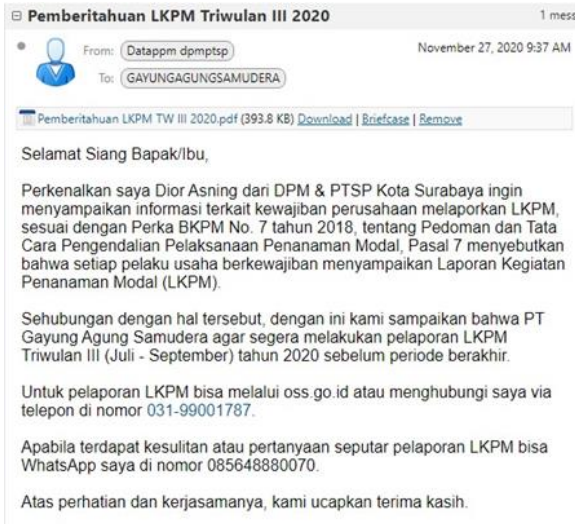 Pemberitahuan LKPM Triwulan III 2020
1 mess
From: Datappm dpmptsp
November 27, 2020 9:37 AM
To: GAYUNGAGUNGSAMUDERA
Pemberitahuan LKPM TW III 2020.pdf (393.8 KB) Download | Briefcase | Remove
Selamat Siang Bapak/Ibu,
Perkenalkan saya Dior Asning dari DPM & PTSP Kota Surabaya ingin
menyampaikan informasi terkait kewajiban perusahaan melaporkan LKPM,
sesuai dengan Perka BKPM No. 7 tahun 2018, tentang Pedoman dan Tata
Cara Pengendalian Pelaksanaan Penanaman Modal, Pasal 7 menyebutkan
bahwa setiap pelaku usaha berkewajiban menyampaikan Laporan Kegiatan
Penanaman Modal (LKPM).
Sehubungan dengan hal tersebut, dengan ini kami sampaikan bahwa PT
Gayung Agung Samudera agar segera melakukan pelaporan LKPM
Triwulan III (Juli - September) tahun 2020 sebelum periode berakhir.
Untuk pelaporan LKPM bisa melalui oss.go.id atau menghubungi saya via
telepon di nomor 031-99001787.
Apabila terdapat kesulitan atau pertanyaan seputar pelaporan LKPM bisa
WhatsApp saya di nomor 085648880070.
Atas perhatian dan kerjasamanya, kami ucapkan terima kasih.